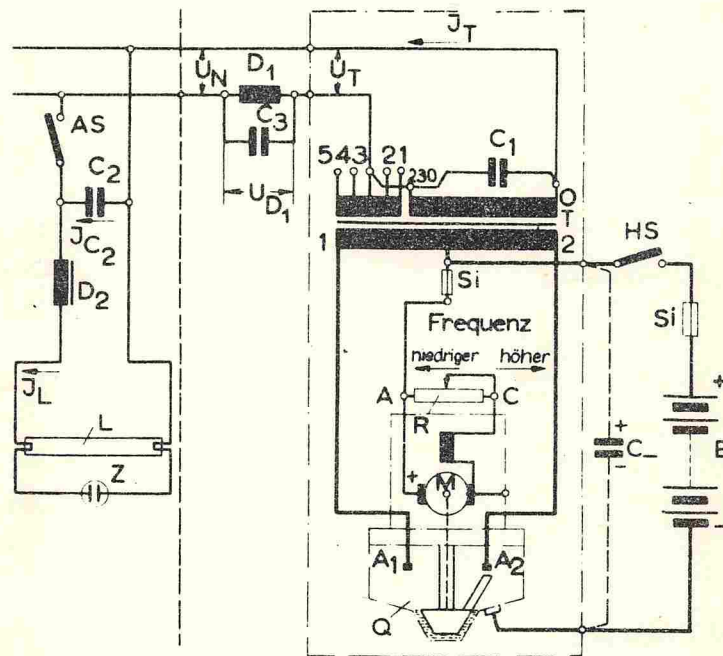 J_T
U_N
D_1
U_T
AS
C_3
C_1
5 4 3 2 1
230
C_2
U_D1
O
J_C2
T
1
2
HS
Si
D_2
Si
Frequenz
niedriger höher
+
J_L
A
C
R
+
C_
-
L
+
M
Z
-
A_1
A_2
Q